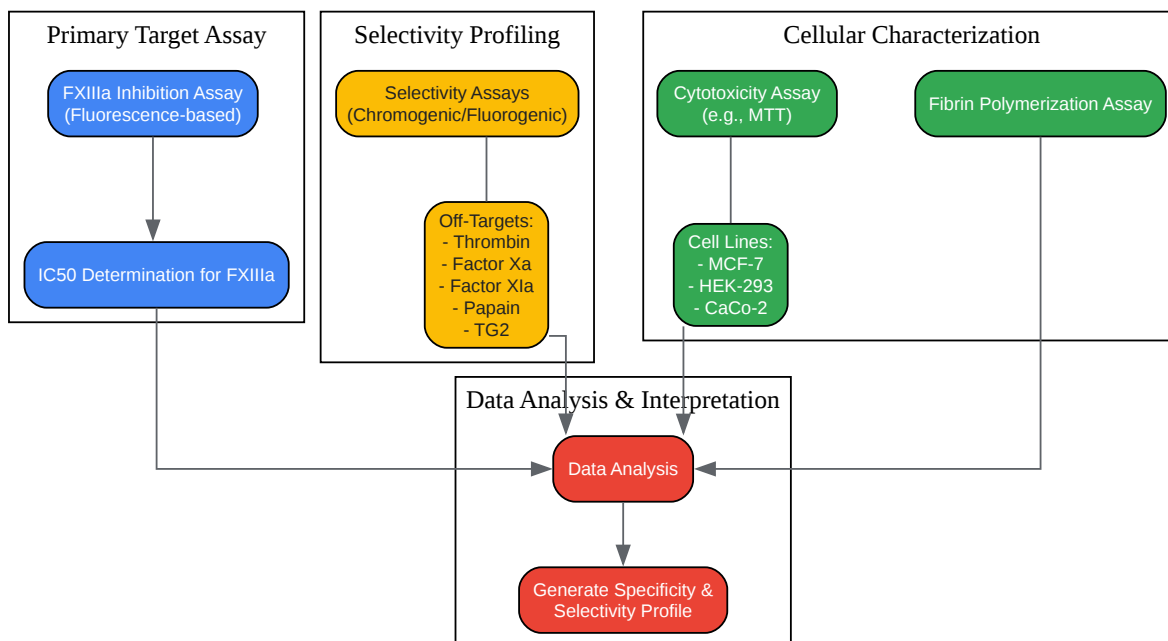 Primary Target Assay
FXIIIa Inhibition Assay
(Fluorescence-based)
IC50 Determination for FXIIIa
Selectivity Profiling
Selectivity Assays
(Chromogenic/Fluorogenic)
Off-Targets:
- Thrombin
- Factor Xa
- Factor XIa
- Papain
- TG2
Cellular Characterization
Cytotoxicity Assay
(e.g., MTT)
Fibrin Polymerization Assay
Cell Lines:
- MCF-7
- HEK-293
- CaCo-2
Data Analysis & Interpretation
Data Analysis
Generate Specificity &
Selectivity Profile